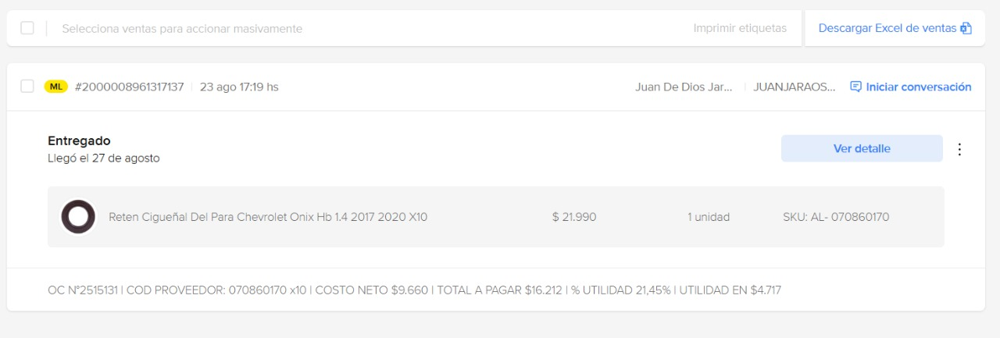 Selecciona ventas para accionar masivamente Imprimir etiquetas Descargar Excel de ventas
ML #2000008961317137 23 ago 17:19 hs Juan De Dios Jar... JUANJARAOS... Iniciar conversación
Entregado
Llegó el 27 de agosto
Ver detalle
Reten Cigueñal Del Para Chevrolet Onix Hb 1.4 2017 2020 X10 $ 21.990 1 unidad SKU: AL- 070860170
OC N°2515131 | COD PROVEEDOR: 070860170 x10 | COSTO NETO $9.660 | TOTAL A PAGAR $16.212 | % UTILIDAD 21,45% | UTILIDAD EN $4.717